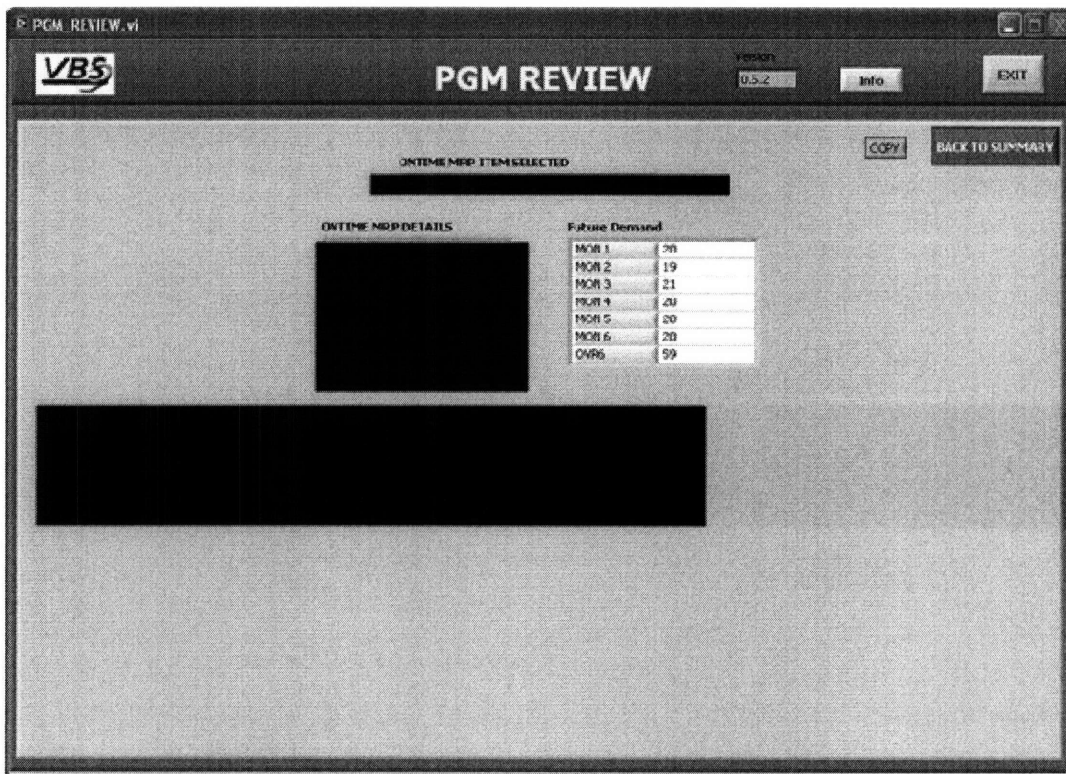 PGM_REVIEW.vi
VBS
PGM REVIEW
Version
0.5.2
Info
EXIT
COPY
BACK TO SUMMARY
ONTIME MRP ITEM SELECTED
ONTIME MRP DETAILS
Future Demand
MON 1 20
MON 2 19
MON 3 21
MON 4 20
MON 5 20
MON 6 20
OVR6 59